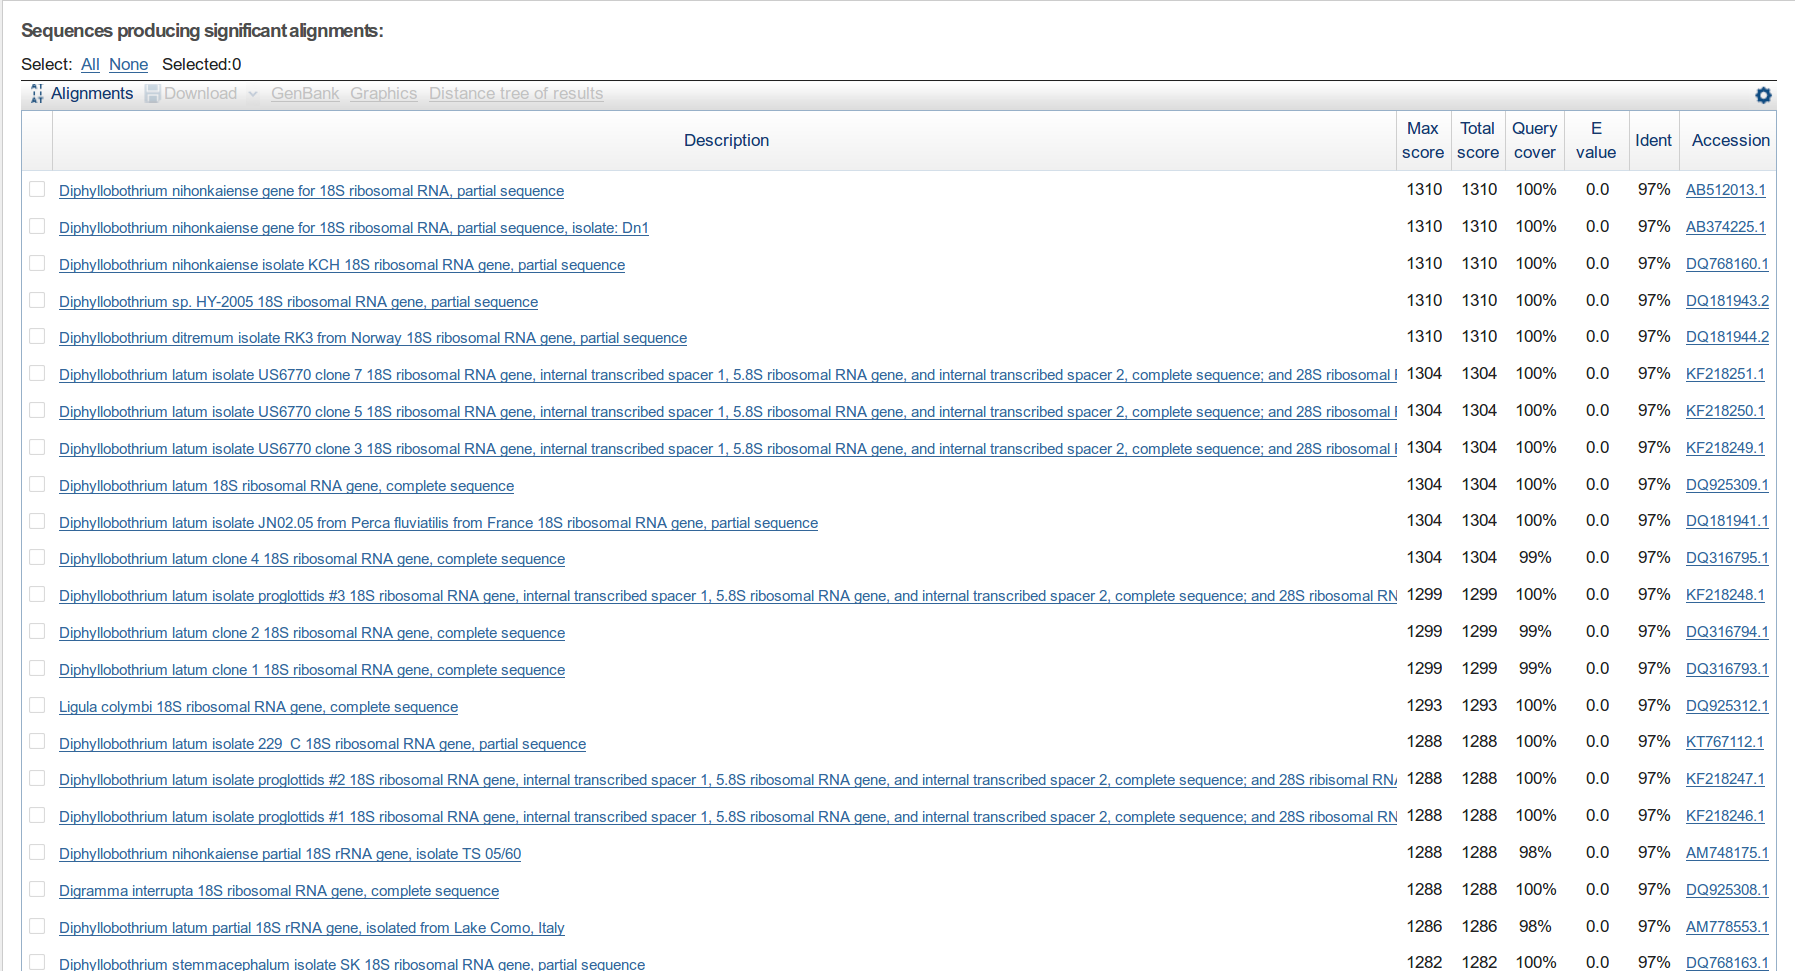 Sequences producing significant alignments:
Select: All None Selected:0
Alignments Download GenBank Graphics Distance tree of results
Description Max score Total score Query cover E value Ident Accession
Diphyllobothrium nihonkaiense gene for 18S ribosomal RNA, partial sequence 1310 1310 100% 0.0 97% AB512013.1
Diphyllobothrium nihonkaiense gene for 18S ribosomal RNA, partial sequence, isolate: Dn1 1310 1310 100% 0.0 97% AB374225.1
Diphyllobothrium nihonkaiense isolate KCH 18S ribosomal RNA gene, partial sequence 1310 1310 100% 0.0 97% DQ768160.1
Diphyllobothrium sp. HY-2005 18S ribosomal RNA gene, partial sequence 1310 1310 100% 0.0 97% DQ181943.2
Diphyllobothrium ditremum isolate RK3 from Norway 18S ribosomal RNA gene, partial sequence 1310 1310 100% 0.0 97% DQ181944.2
Diphyllobothrium latum isolate US6770 clone 7 18S ribosomal RNA gene, internal transcribed spacer 1, 5.8S ribosomal RNA gene, and internal transcribed spacer 2, complete sequence; and 28S ribosomal 1304 1304 100% 0.0 97% KF218251.1
Diphyllobothrium latum isolate US6770 clone 5 18S ribosomal RNA gene, internal transcribed spacer 1, 5.8S ribosomal RNA gene, and internal transcribed spacer 2, complete sequence; and 28S ribosomal 1304 1304 100% 0.0 97% KF218250.1
Diphyllobothrium latum isolate US6770 clone 3 18S ribosomal RNA gene, internal transcribed spacer 1, 5.8S ribosomal RNA gene, and internal transcribed spacer 2, complete sequence; and 28S ribosomal 1304 1304 100% 0.0 97% KF218249.1
Diphyllobothrium latum 18S ribosomal RNA gene, complete sequence 1304 1304 100% 0.0 97% DQ925309.1
Diphyllobothrium latum isolate JN02.05 from Perca fluviatilis from France 18S ribosomal RNA gene, partial sequence 1304 1304 100% 0.0 97% DQ181941.1
Diphyllobothrium latum clone 4 18S ribosomal RNA gene, complete sequence 1304 1304 99% 0.0 97% DQ316795.1
Diphyllobothrium latum isolate proglottids #3 18S ribosomal RNA gene, internal transcribed spacer 1, 5.8S ribosomal RNA gene, and internal transcribed spacer 2, complete sequence; and 28S ribosomal RN 1299 1299 100% 0.0 97% KF218248.1
Diphyllobothrium latum clone 2 18S ribosomal RNA gene, complete sequence 1299 1299 99% 0.0 97% DQ316794.1
Diphyllobothrium latum clone 1 18S ribosomal RNA gene, complete sequence 1299 1299 99% 0.0 97% DQ316793.1
Ligula colymbi 18S ribosomal RNA gene, complete sequence 1293 1293 100% 0.0 97% DQ925312.1
Diphyllobothrium latum isolate 229_C 18S ribosomal RNA gene, partial sequence 1288 1288 100% 0.0 97% KT767112.1
Diphyllobothrium latum isolate proglottids #2 18S ribosomal RNA gene, internal transcribed spacer 1, 5.8S ribosomal RNA gene, and internal transcribed spacer 2, complete sequence; and 28S ribisomal RNA 1288 1288 100% 0.0 97% KF218247.1
Diphyllobothrium latum isolate proglottids #1 18S ribosomal RNA gene, internal transcribed spacer 1, 5.8S ribosomal RNA gene, and internal transcribed spacer 2, complete sequence; and 28S ribosomal RN 1288 1288 100% 0.0 97% KF218246.1
Diphyllobothrium nihonkaiense partial 18S rRNA gene, isolate TS 05/60 1288 1288 98% 0.0 97% AM748175.1
Digramma interrupta 18S ribosomal RNA gene, complete sequence 1288 1288 100% 0.0 97% DQ925308.1
Diphyllobothrium latum partial 18S rRNA gene, isolated from Lake Como, Italy 1286 1286 98% 0.0 97% AM778553.1
Diphyllobothrium stemmacephalum isolate SK 18S ribosomal RNA gene, partial sequence 1282 1282 100% 0.0 97% DQ768163.1